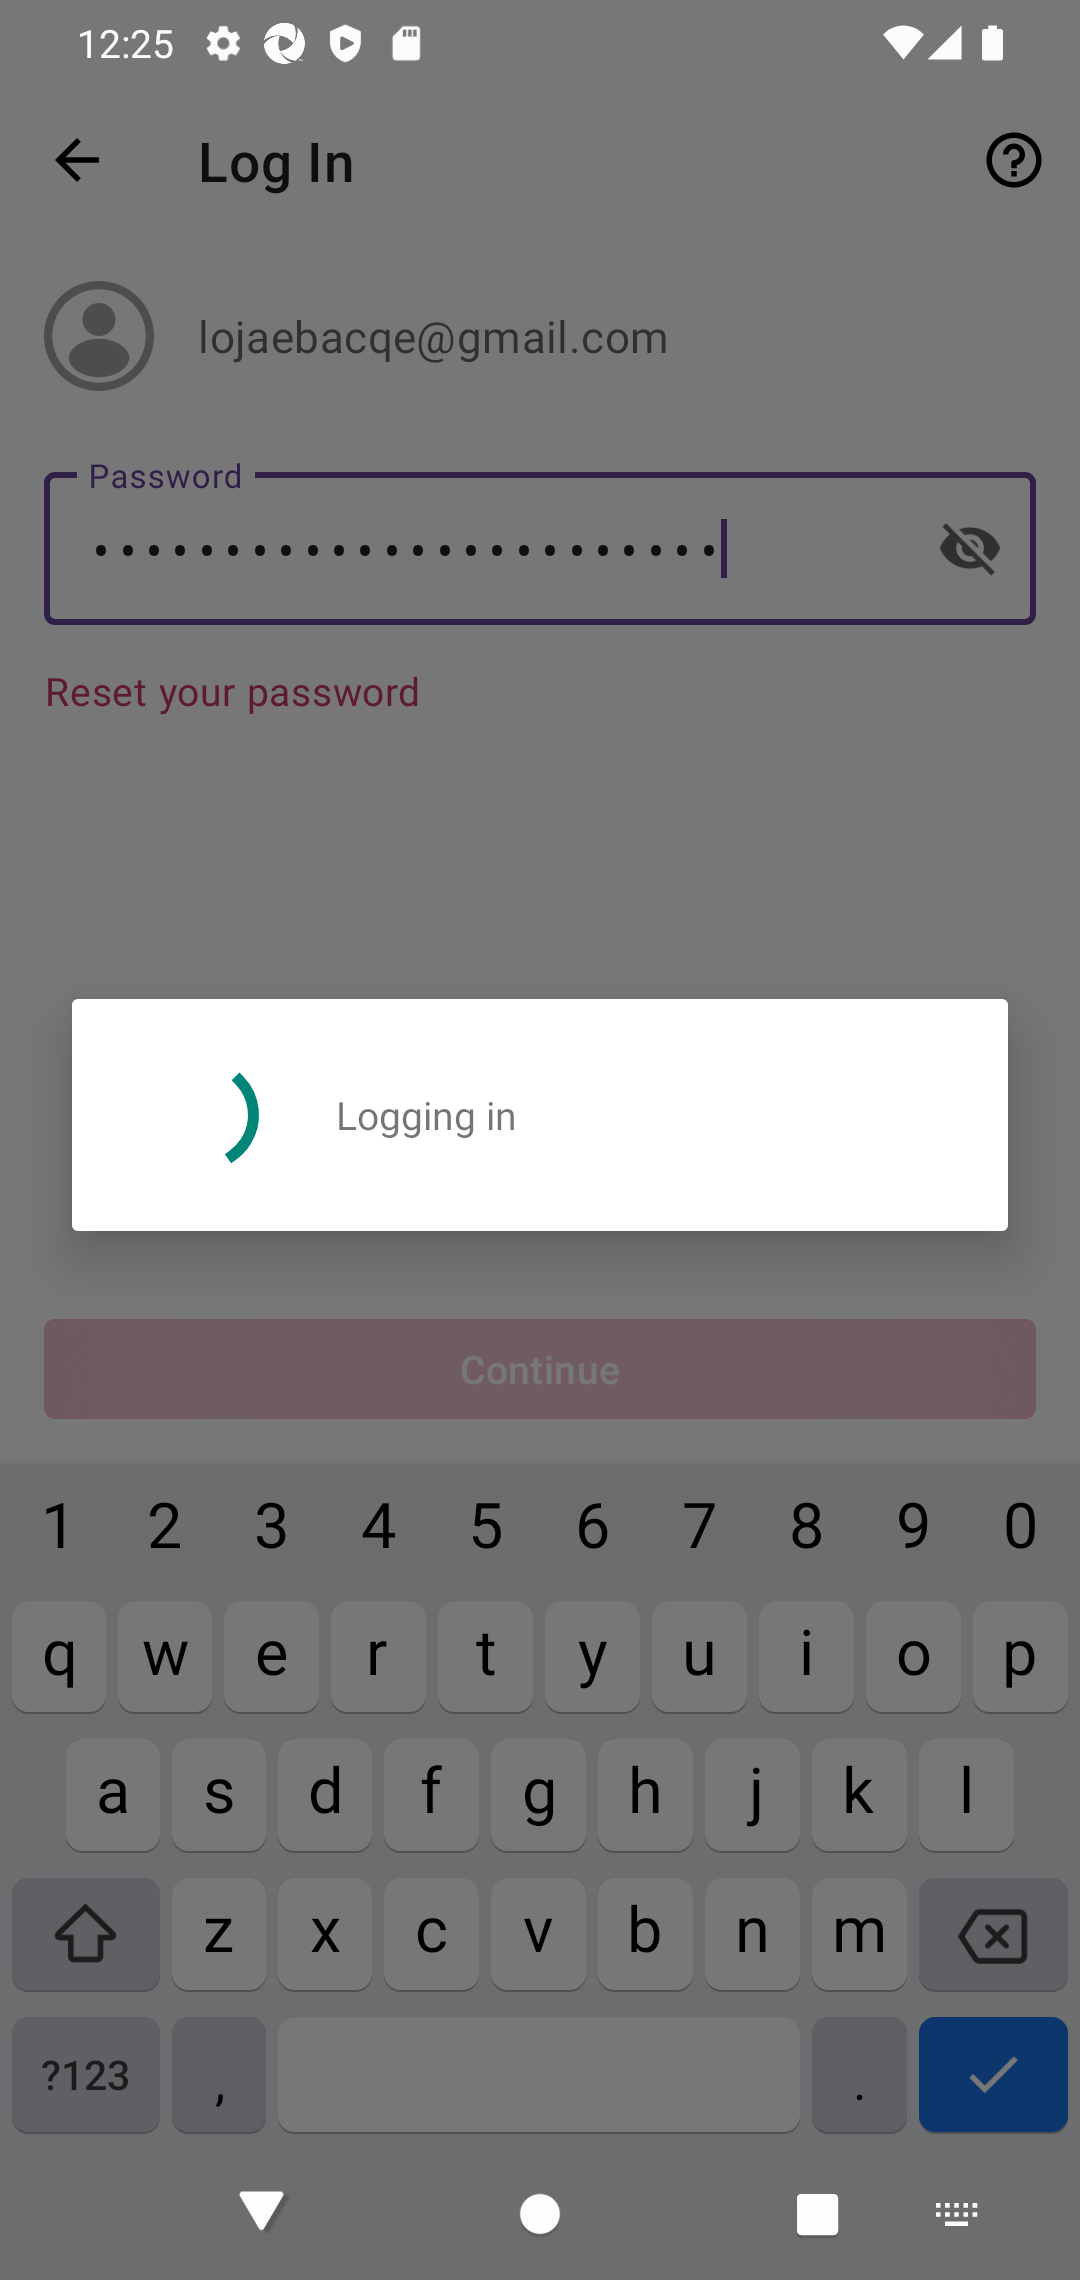 12:25
Log In
lojaebacqe@gmail.com
Password
••••••••••••••••••••••••
Reset your password
Logging in
Continue
1 2 3 4 5 6 7 8 9 0
q w e r t y u i o p
a s d f g h j k l
z x c v b n m
?123 , .